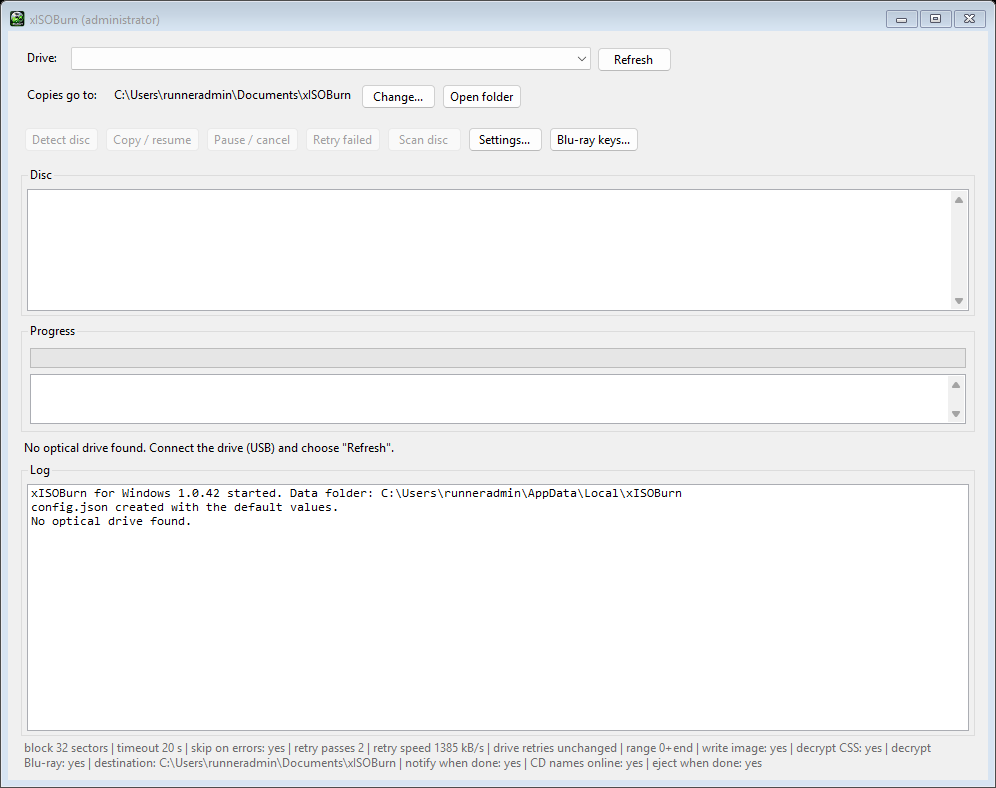 xISOBurn (administrator)
Drive:
Refresh
Copies go to: C:\Users\runneradmin\Documents\xISOBurn Change... Open folder
Detect disc Copy / resume Pause / cancel Retry failed Scan disc Settings... Blu-ray keys...
Disc
Progress
No optical drive found. Connect the drive (USB) and choose "Refresh".
Log
xISOBurn for Windows 1.0.42 started. Data folder: C:\Users\runneradmin\AppData\Local\xISOBurn
config.json created with the default values.
No optical drive found.
block 32 sectors | timeout 20 s | skip on errors: yes | retry passes 2 | retry speed 1385 kB/s | drive retries unchanged | range 0+end | write image: yes | decrypt CSS: yes | decrypt
Blu-ray: yes | destination: C:\Users\runneradmin\Documents\xISOBurn | notify when done: yes | CD names online: yes | eject when done: yes